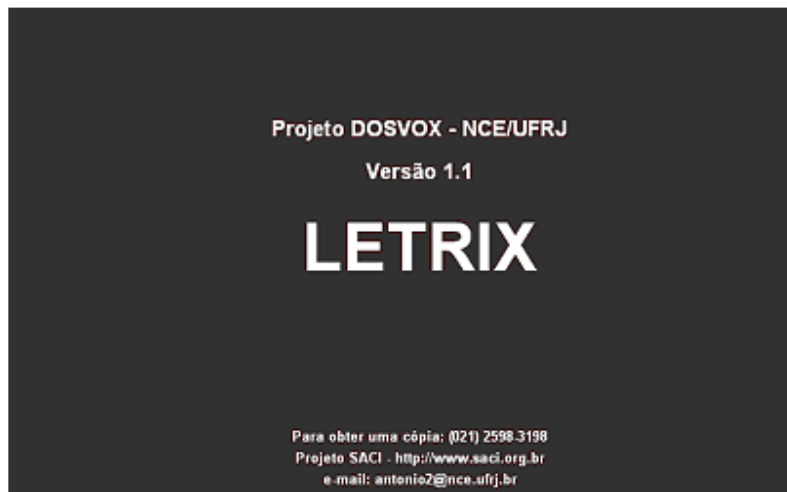 Projeto DOSVOX - NCE/UFRJ
Versão 1.1
LETRIX
Para obter uma cópia: (021) 2598-3198
Projeto SACI - http://www.saci.org.br
e-mail: antonio2@nce.ufrj.br